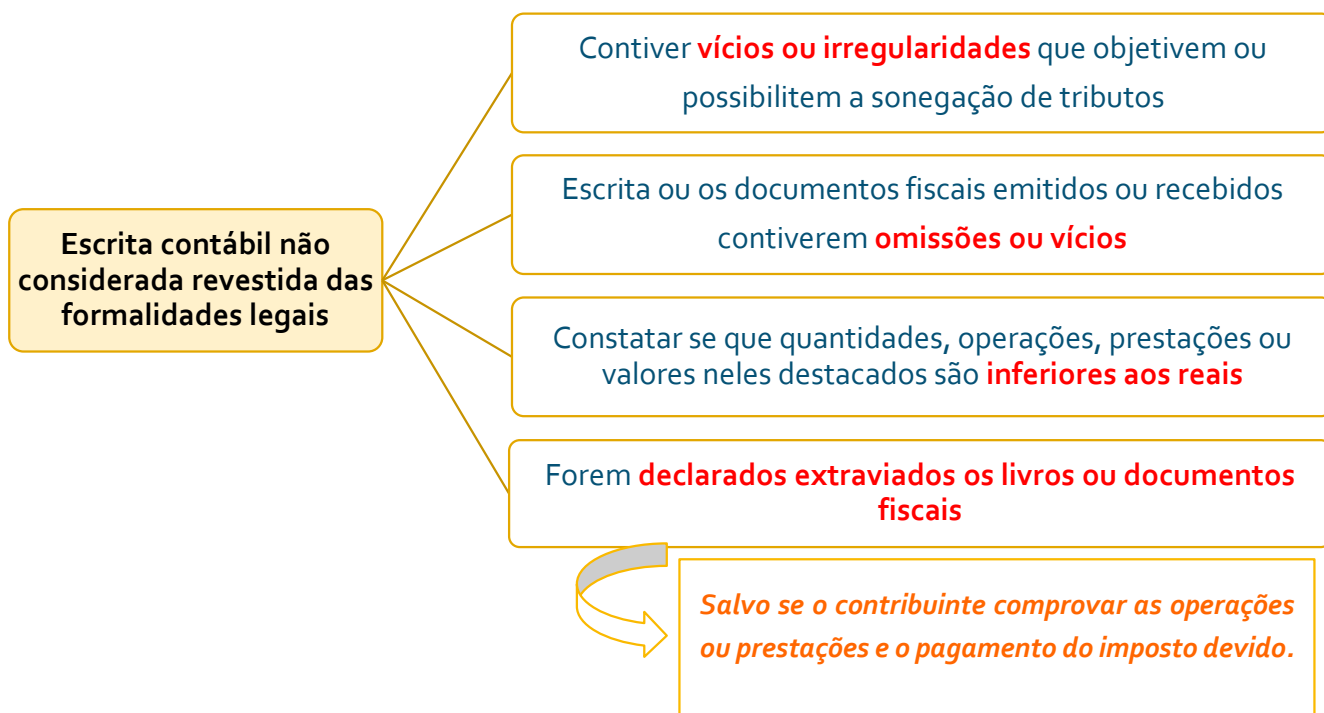 Contiver vícios ou irregularidades que objetivem ou
possibilitem a sonegação de tributos
Escrita ou os documentos fiscais emitidos ou recebidos
contiverem omissões ou vícios
Escrita contábil não
considerada revestida das
formalidades legais
Constatar se que quantidades, operações, prestações ou
valores neles destacados são inferiores aos reais
Forem declarados extraviados os livros ou documentos
fiscais
Salvo se o contribuinte comprovar as operações
ou prestações e o pagamento do imposto devido.